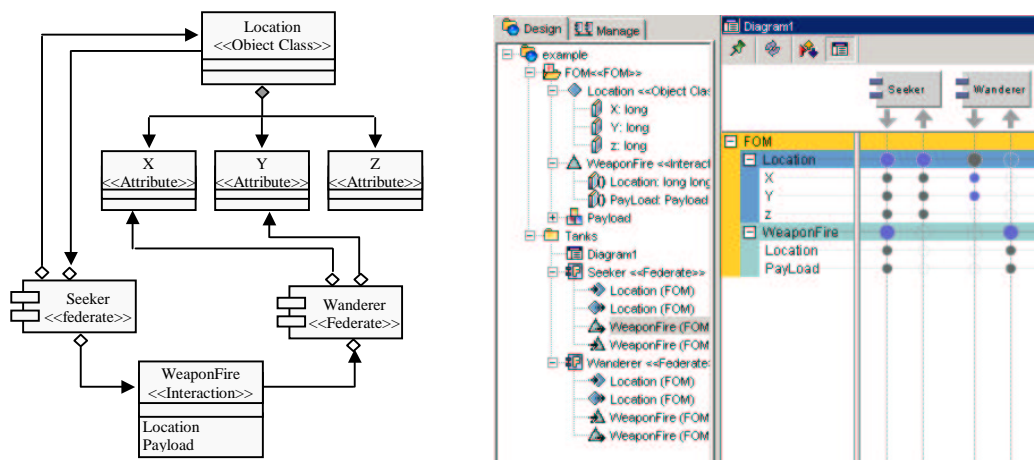 Location
<<Object Class>>
X
<<Attribute>>
Y
<<Attribute>>
Z
<<Attribute>>
Seeker
<<federate>>
Wanderer
<<Federate>>
WeaponFire
<<Interaction>>
Location
Payload
Design
Manage
example
FOM<<FOM>>
Location <<Object Clas
X: long
Y: long
z: long
WeaponFire <<Interact
Location: long long
PayLoad: Payload
Payload
Tanks
Diagram1
Seeker <<Federate>>
Location (FOM)
Location (FOM)
WeaponFire (FOM
WeaponFire (FOM
Wanderer <<Federate>
Location (FOM)
Location (FOM)
WeaponFire (FOM
WeaponFire (FOM
Diagram1
Seeker
Wanderer
FOM
Location
X
Y
z
WeaponFire
Location
PayLoad